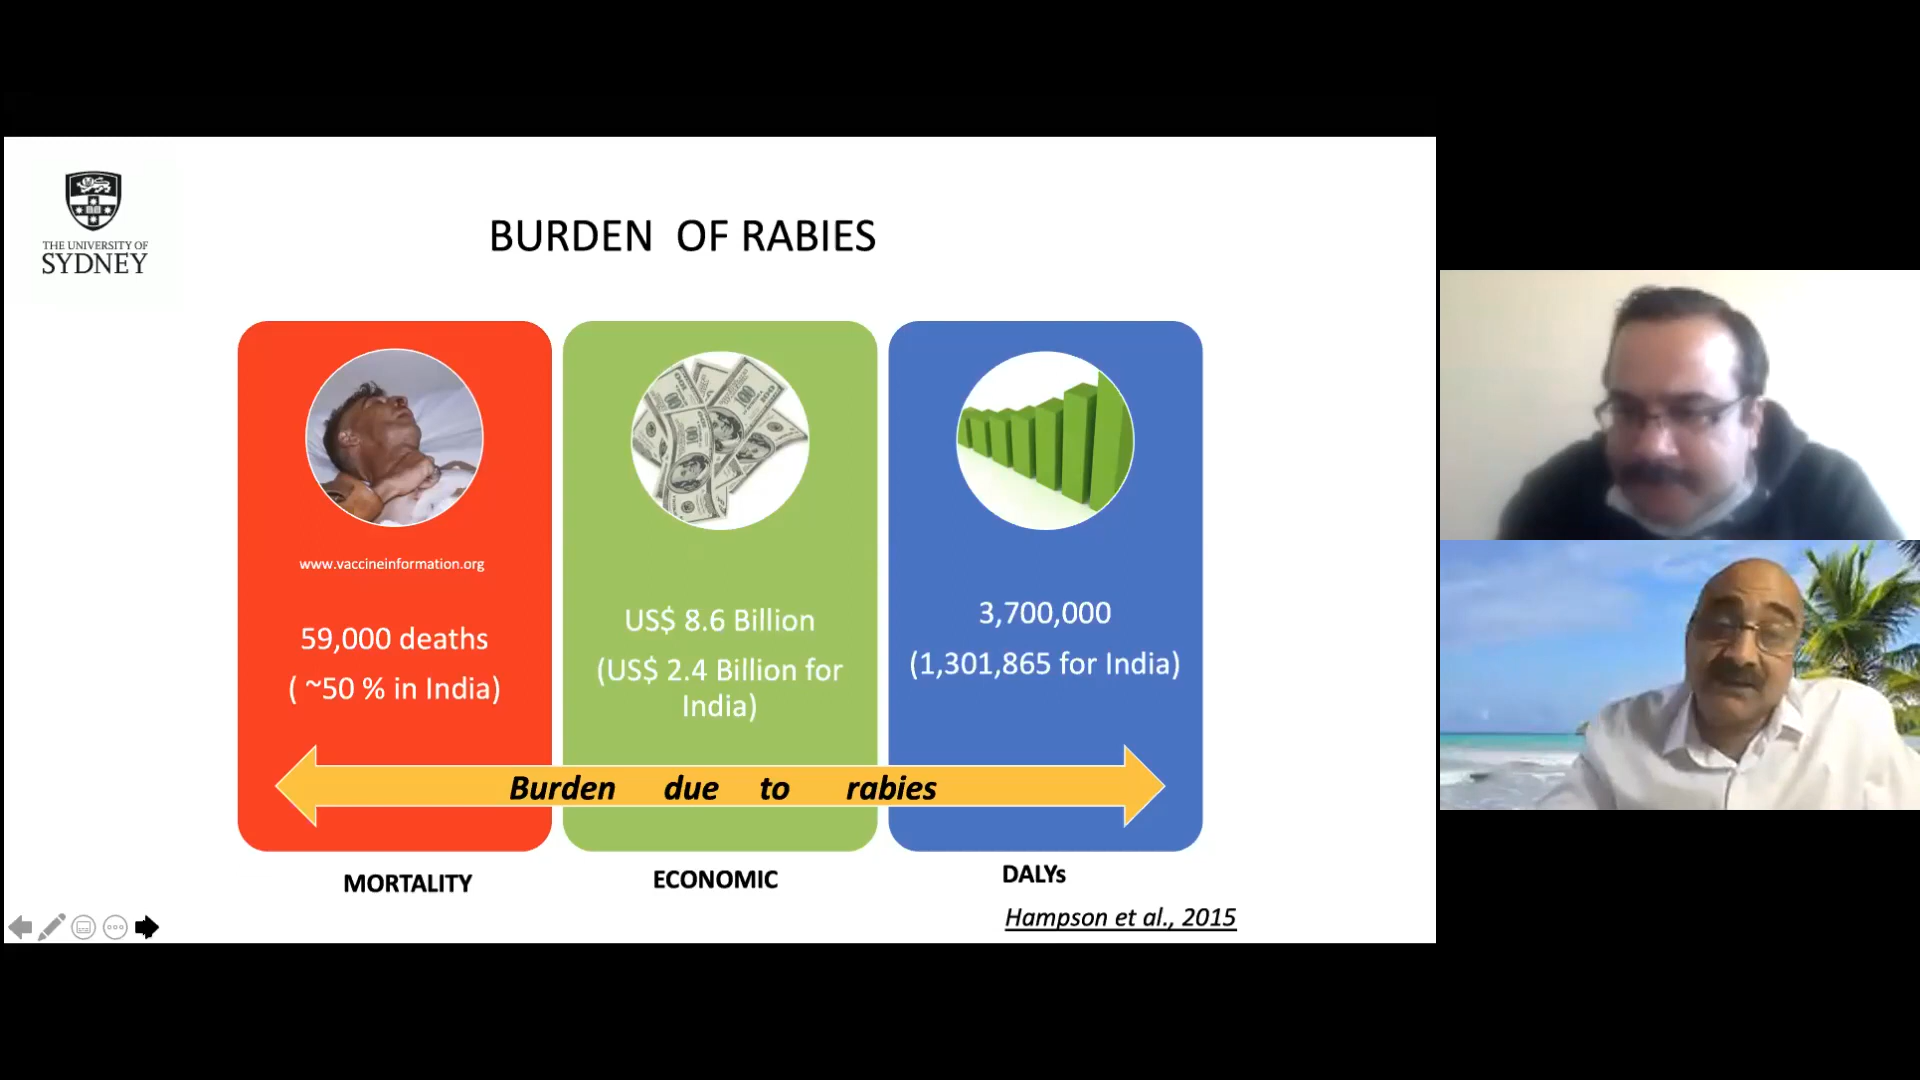 THE UNIVERSITY OF
SYDNEY
BURDEN OF RABIES
www.vaccineinformation.org
59,000 deaths
( ~50 % in India)
US$ 8.6 Billion
(US$ 2.4 Billion for
India)
3,700,000
(1,301,865 for India)
Burden due to rabies
MORTALITY
ECONOMIC
DALYs
Hampson et al., 2015